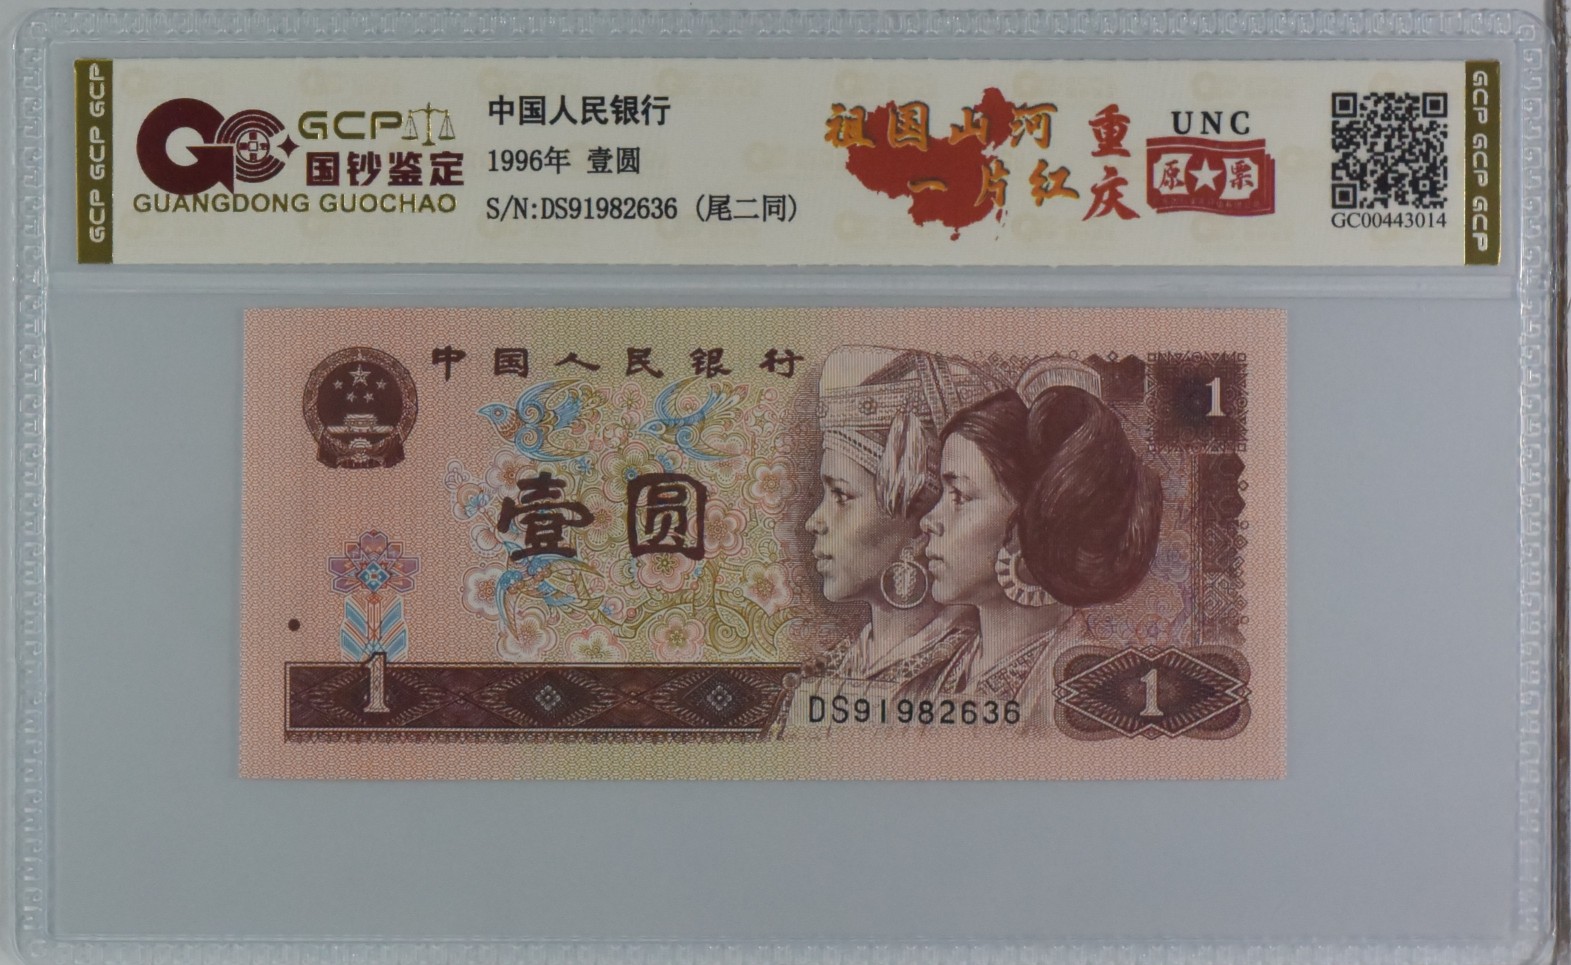 GCP GCP GCP
GCP
国钞鉴定
GUANGDONG GUOCHAO
中国人民银行
1996年 壹圆
S/N:DS91982636 (尾二同)
祖国山河
一片红
重庆
UNC
原票
GC00443014
GCP GCP GCP
中国人民银行
1
壹圆
1
DS91982636
1